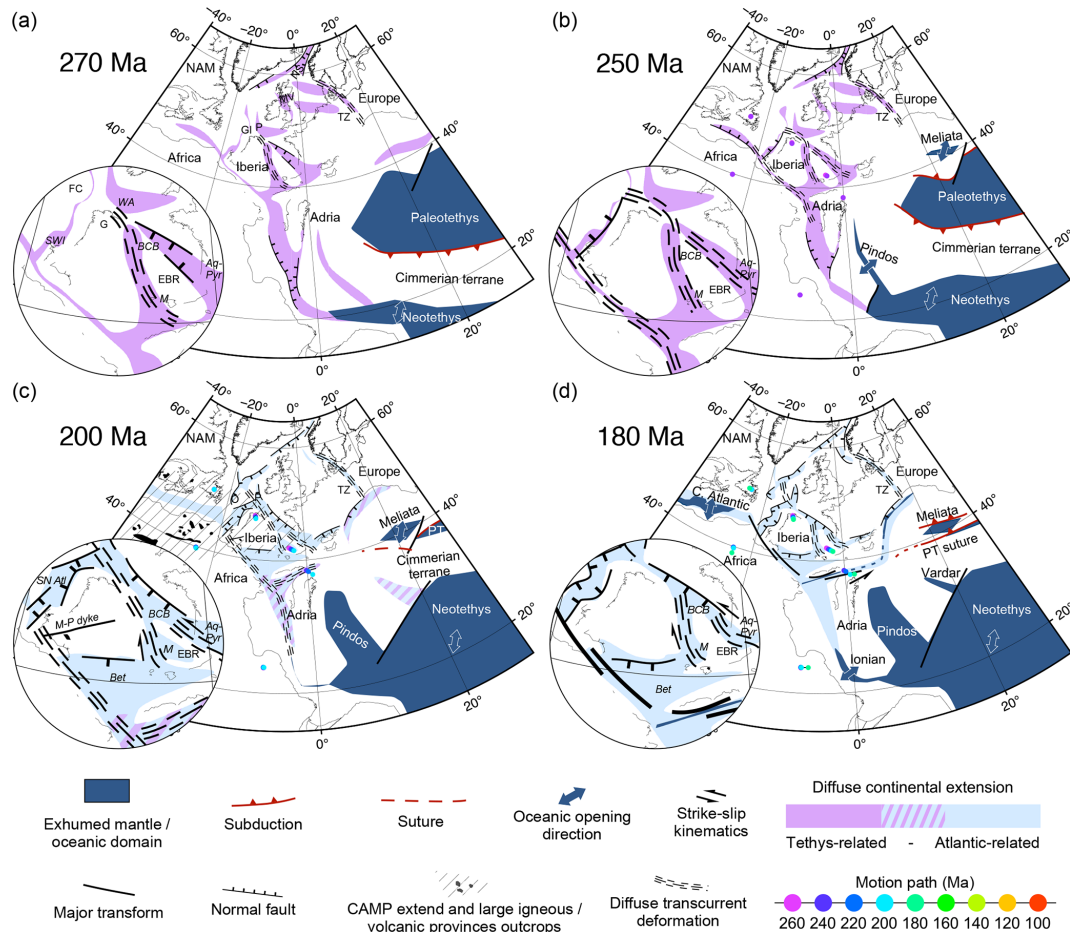 (a)
270 Ma
60°
40°
-40°
-20°
0°
20°
40°
NAM
Europe
TZ
GI
P
Iberia
Africa
Adria
Paleotethys
Cimmerian terrane
Neotethys
40°
20°
20°
0°
FC
WA
G
SWI
BCB
EBR
Aq-
Pyr
M
(b)
250 Ma
60°
40°
-40°
-20°
0°
20°
40°
NAM
Europe
TZ
Meliata
Africa
Iberia
Adria
Paleotethys
Pindos
Cimmerian terrane
Neotethys
40°
20°
20°
0°
BCB
Aq-
Pyr
EBR
M
(c)
200 Ma
60°
40°
-40°
-20°
0°
20°
40°
NAM
Europe
TZ
O
P
Iberia
Meliata
PT
Cimmerian
terrane
Africa
Adria
Pindos
Neotethys
40°
20°
20°
0°
SN Atl
M-P dyke
BCB
Aq-
Pyr
M
EBR
Bet
(d)
180 Ma
60°
40°
-40°
-20°
0°
20°
40°
NAM
Europe
TZ
C. Atlantic
Iberia
Meliata
PT suture
Africa
Vardar
Adria
Pindos
Neotethys
Ionian
40°
20°
20°
0°
BCB
Aq-
Pyr
M
EBR
Bet
Exhumed mantle /
oceanic domain
Subduction
Suture
Oceanic opening
direction
Strike-slip
kinematics
Diffuse continental extension
Tethys-related - Atlantic-related
Major transform
Normal fault
CAMP extend and large igneous /
volcanic provinces outcrops
Diffuse transcurrent
deformation
Motion path (Ma)
260 240 220 200 180 160 140 120 100